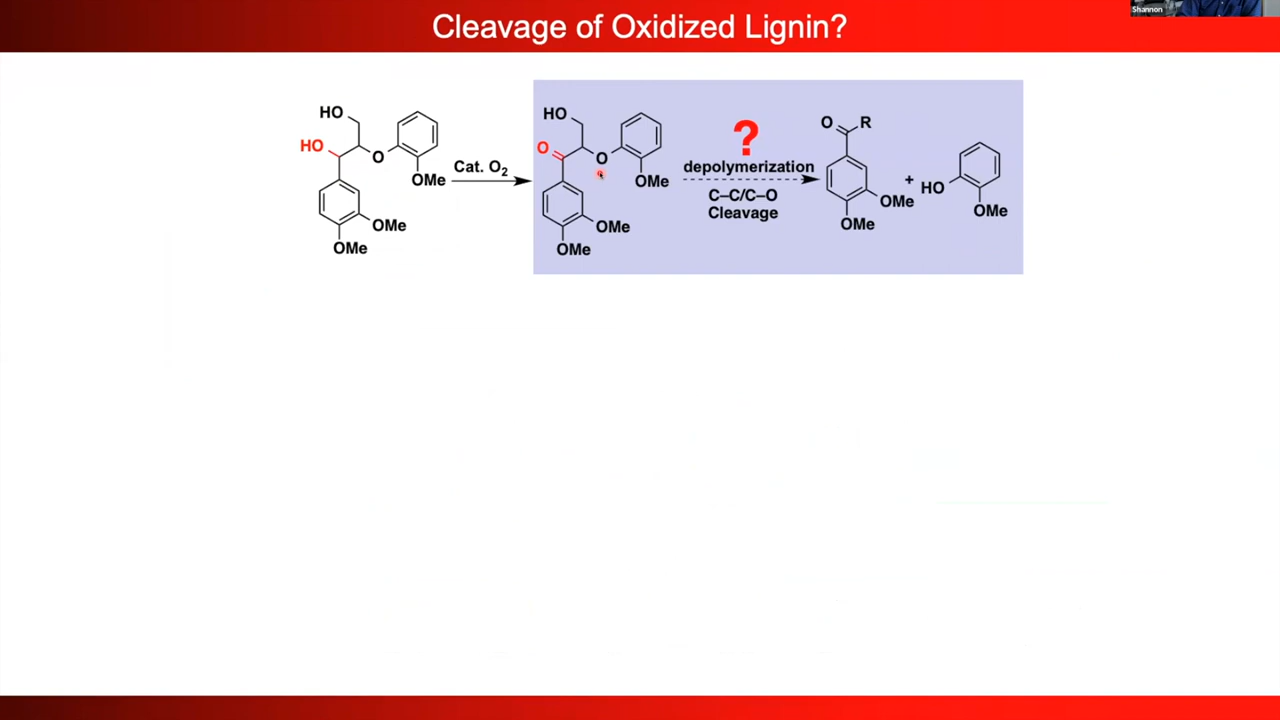 Cleavage of Oxidized Lignin?
Shannon
HO
HO
O
OMe
OMe
OMe
Cat. O₂
HO
O
O
OMe
OMe
OMe
?
depolymerization
C–C/C–O
Cleavage
O
R
OMe
OMe
+
HO
OMe